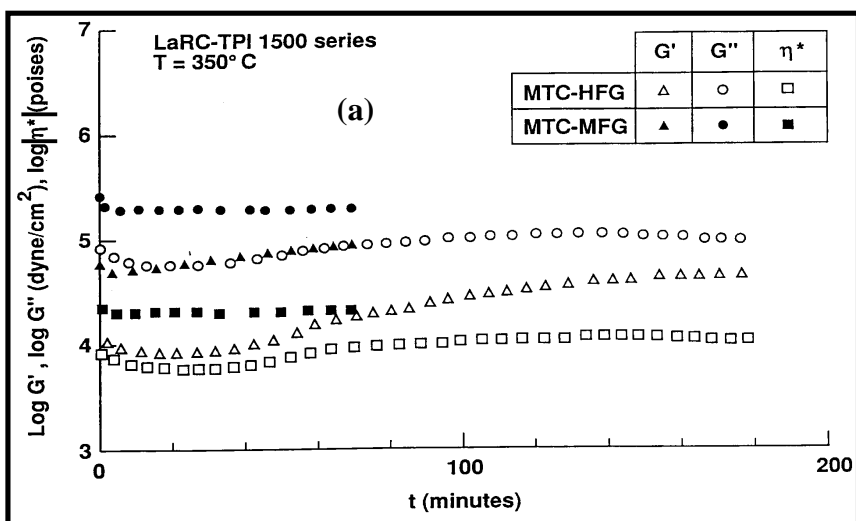 LaRC-TPI 1500 series
T = 350° C
(a)
G' G" η*
MTC-HFG
MTC-MFG
Log G', log G" (dyne/cm²), log|η*|(poises)
7
6
5
4
3
0 100 200
t (minutes)